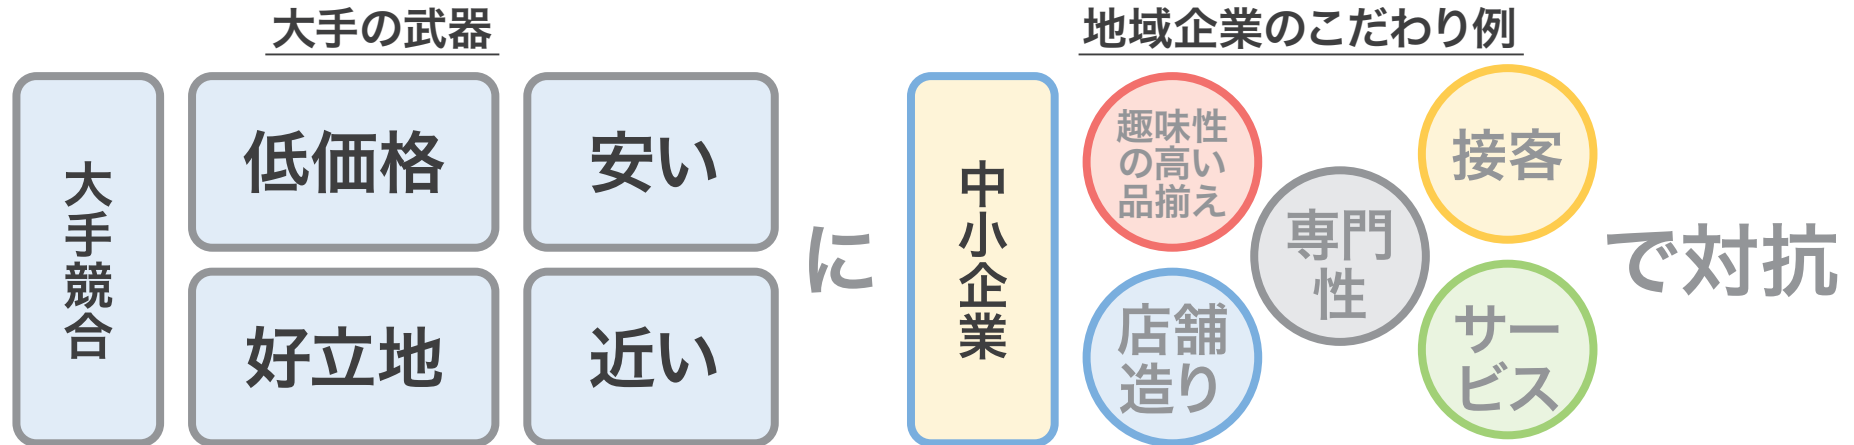 大手の武器
大手競合
低価格
安い
好立地
近い
に
地域企業のこだわり例
中小企業
趣味性
の高い
品揃え
接客
専門
性
店舗
造り
サー
ビス
で対抗